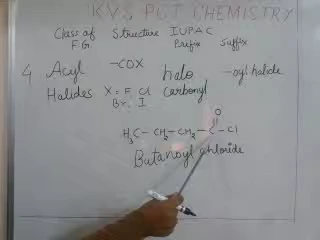 KVS PGT CHEMISTRY
Class of Structure IUPAC
F.G. Prefix Suffix
4 Acyl -COX halo -oyl halide
Halides X = F Cl Carbonyl
Br. I
O
H₃C-CH₂-CH₂-C-Cl
Butanoyl chloride